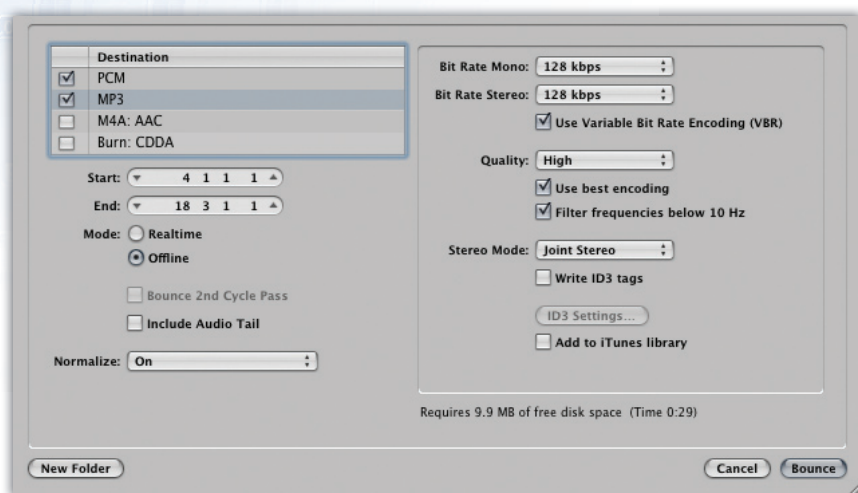 Destination
PCM
MP3
M4A: AAC
Burn: CDDA
Start: 4 1 1 1
End: 18 3 1 1
Mode: Realtime
Offline
Bounce 2nd Cycle Pass
Include Audio Tail
Normalize: On
Bit Rate Mono: 128 kbps
Bit Rate Stereo: 128 kbps
Use Variable Bit Rate Encoding (VBR)
Quality: High
Use best encoding
Filter frequencies below 10 Hz
Stereo Mode: Joint Stereo
Write ID3 tags
ID3 Settings...
Add to iTunes library
Requires 9.9 MB of free disk space (Time 0:29)
New Folder
Cancel
Bounce